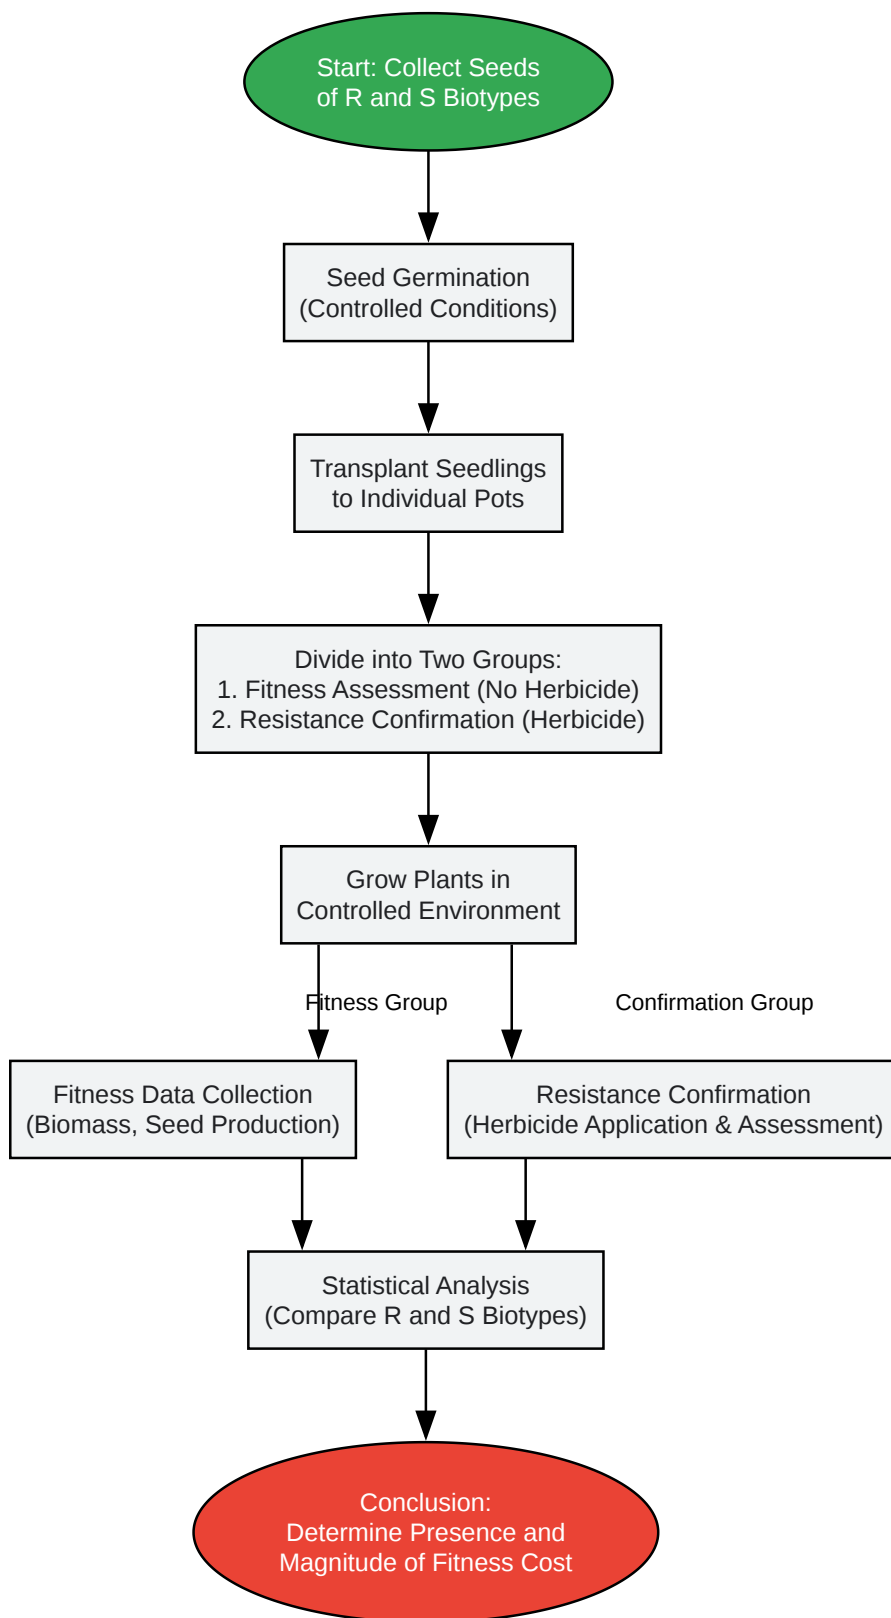 Start: Collect Seeds
of R and S Biotypes
Seed Germination
(Controlled Conditions)
Transplant Seedlings
to Individual Pots
Divide into Two Groups:
1. Fitness Assessment (No Herbicide)
2. Resistance Confirmation (Herbicide)
Grow Plants in
Controlled Environment
Fitness Group
Confirmation Group
Fitness Data Collection
(Biomass, Seed Production)
Resistance Confirmation
(Herbicide Application & Assessment)
Statistical Analysis
(Compare R and S Biotypes)
Conclusion:
Determine Presence and
Magnitude of Fitness Cost